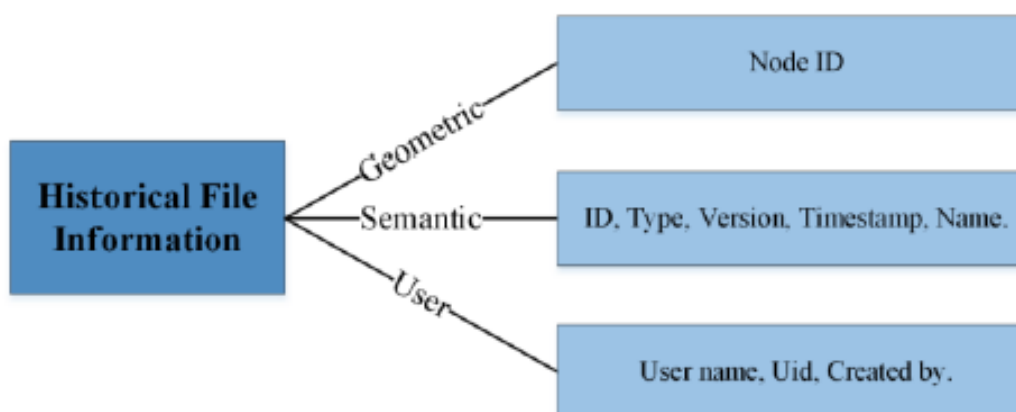 Node ID
Geometric
Historical File
Information
Semantic
ID, Type, Version, Timestamp, Name.
User
User name, Uid, Created by.